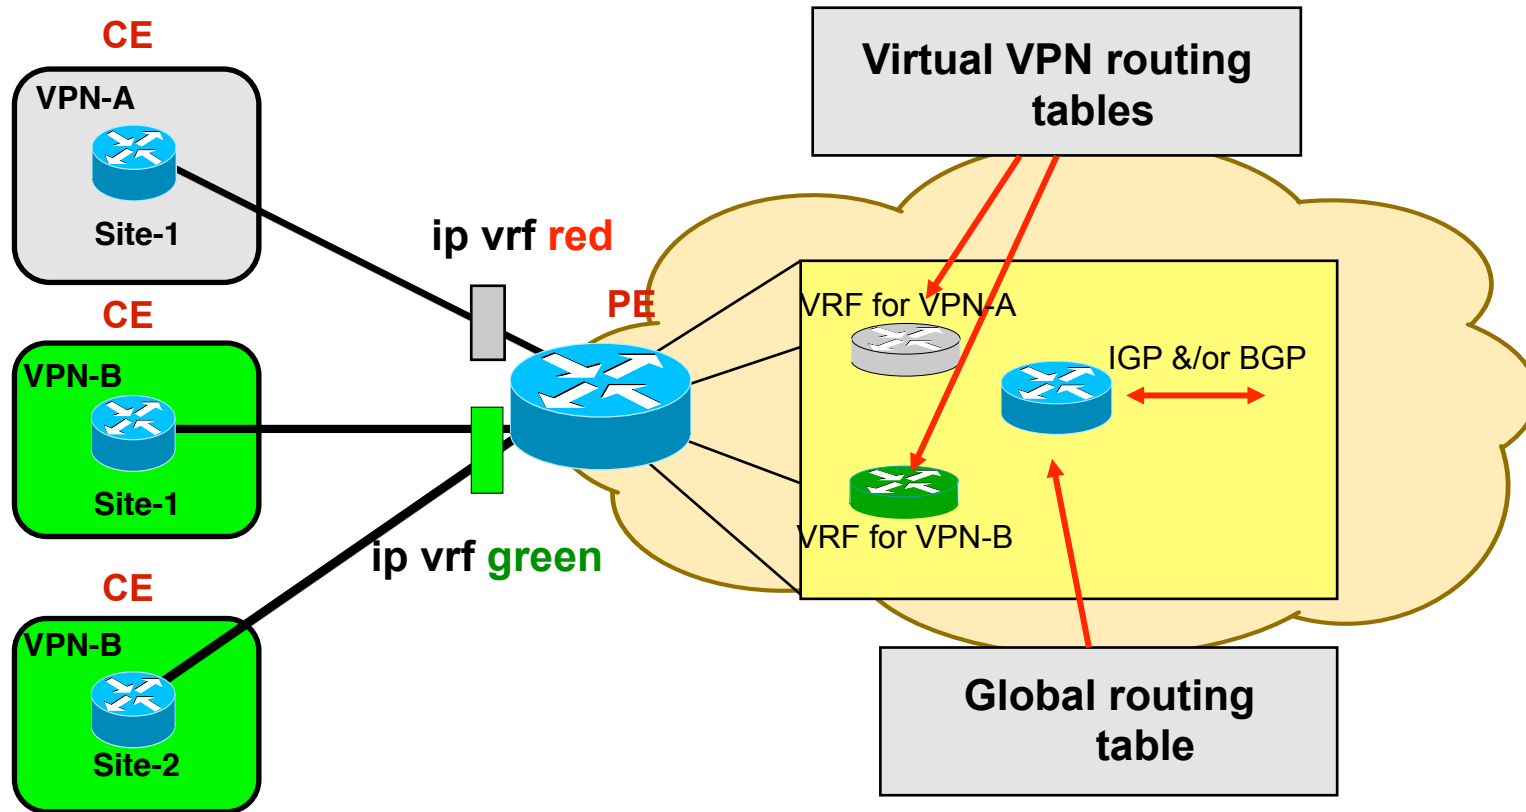 CE
VPN-A
Site-1
CE
VPN-B
Site-1
CE
VPN-B
Site-2
ip vrf red
PE
ip vrf green
Virtual VPN routing
tables
VRF for VPN-A
IGP &/or BGP
VRF for VPN-B
Global routing
table